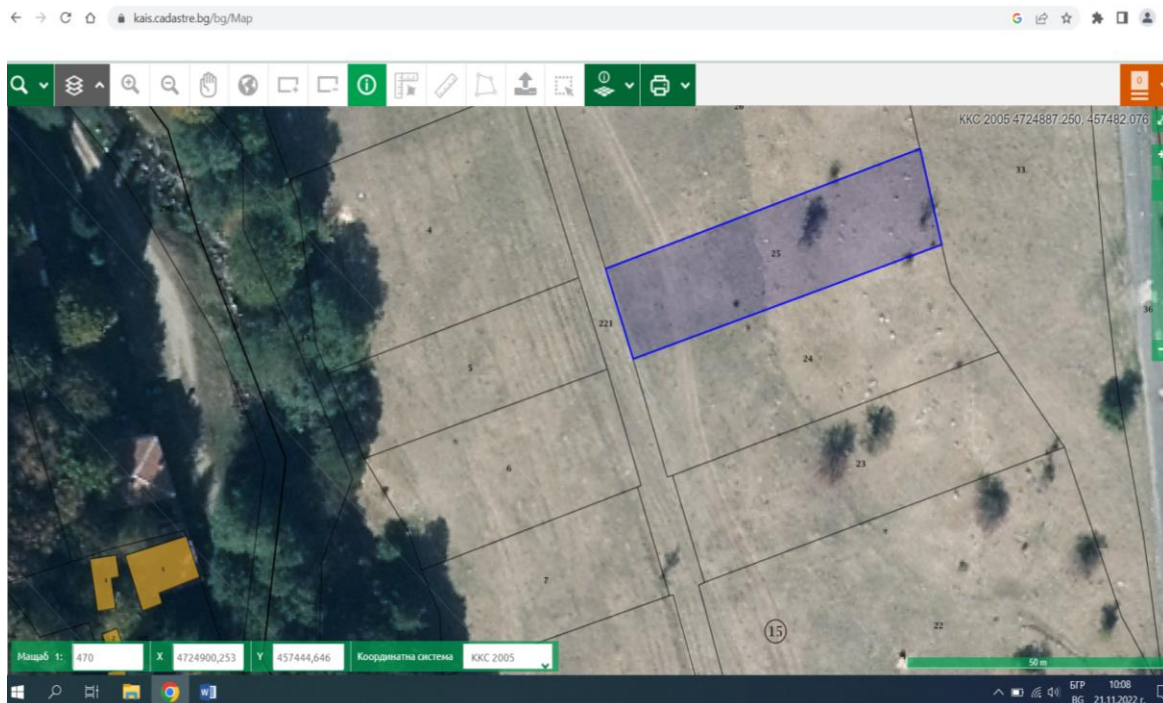 kais.cadastre.bg/bg/Map
0
ККС 2005 4724887.250, 457482.076
33
4
25
221
36
24
5
23
6
7
15
22
Мащаб 1: 470 X 4724900,253 Y 457444,646 Координатна система ККС 2005
50 m
БГР 10:08
BG 21.11.2022 г.